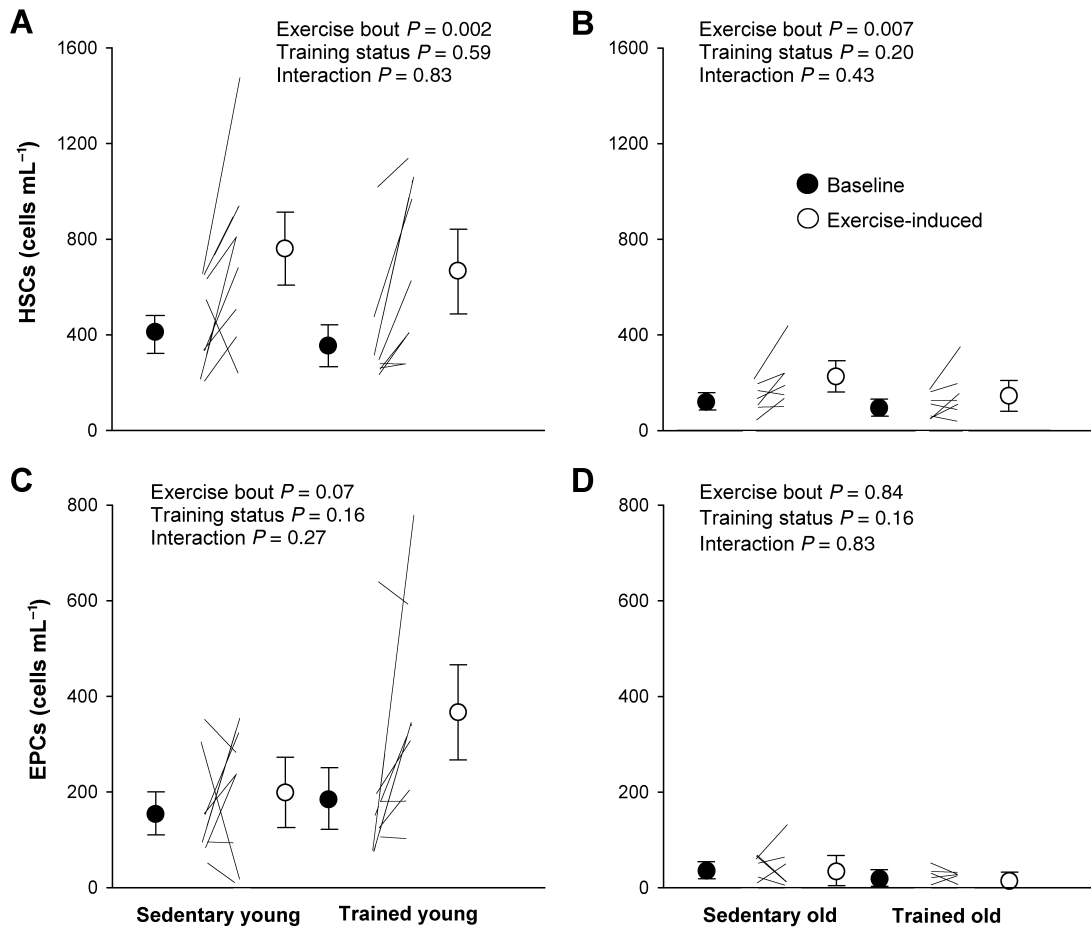 A
Exercise bout P = 0.002
Training status P = 0.59
Interaction P = 0.83
1600
1200
800
400
0
HSCs (cells mL⁻¹)
B
Exercise bout P = 0.007
Training status P = 0.20
Interaction P = 0.43
1600
1200
800
400
0
Baseline
Exercise-induced
C
Exercise bout P = 0.07
Training status P = 0.16
Interaction P = 0.27
800
600
400
200
0
EPCs (cells mL⁻¹)
Sedentary young
Trained young
D
Exercise bout P = 0.84
Training status P = 0.16
Interaction P = 0.83
800
600
400
200
0
Sedentary old
Trained old